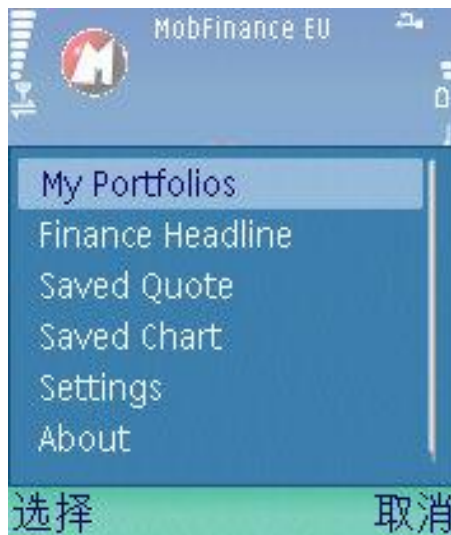 MobFinance EU
My Portfolios
Finance Headline
Saved Quote
Saved Chart
Settings
About
选择 取消